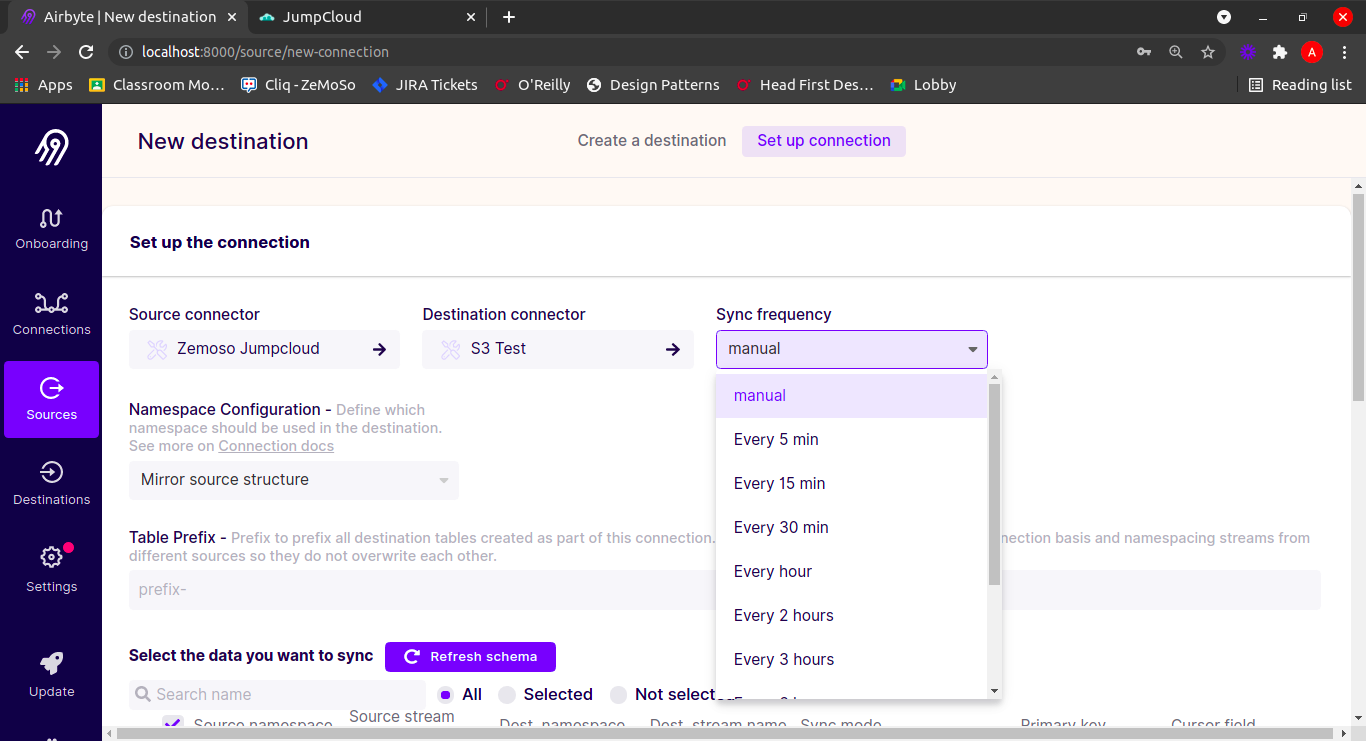 Airbyte | New destination
JumpCloud
localhost:8000/source/new-connection
A
Apps
Classroom Mo...
Cliq - ZeMoSo
JIRA Tickets
O'Reilly
Design Patterns
Head First Des...
Lobby
Reading list
New destination
Create a destination
Set up connection
Onboarding
Connections
Sources
Destinations
Settings
Update
Set up the connection
Source connector
Destination connector
Sync frequency
Zemoso Jumpcloud
S3 Test
manual
manual
Every 5 min
Every 15 min
Every 30 min
Every hour
Every 2 hours
Every 3 hours
Namespace Configuration - Define which
namespace should be used in the destination.
See more on Connection docs
Mirror source structure
Table Prefix - Prefix to prefix all destination tables created as part of this connection.
basis and namespacing streams from
different sources so they do not overwrite each other.
prefix-
Select the data you want to sync
Refresh schema
Search name
All
Selected
Not selected
Source namespace
Source stream
Dest. namespace
Dest. stream name
Sync mode
Primary key
Cursor field